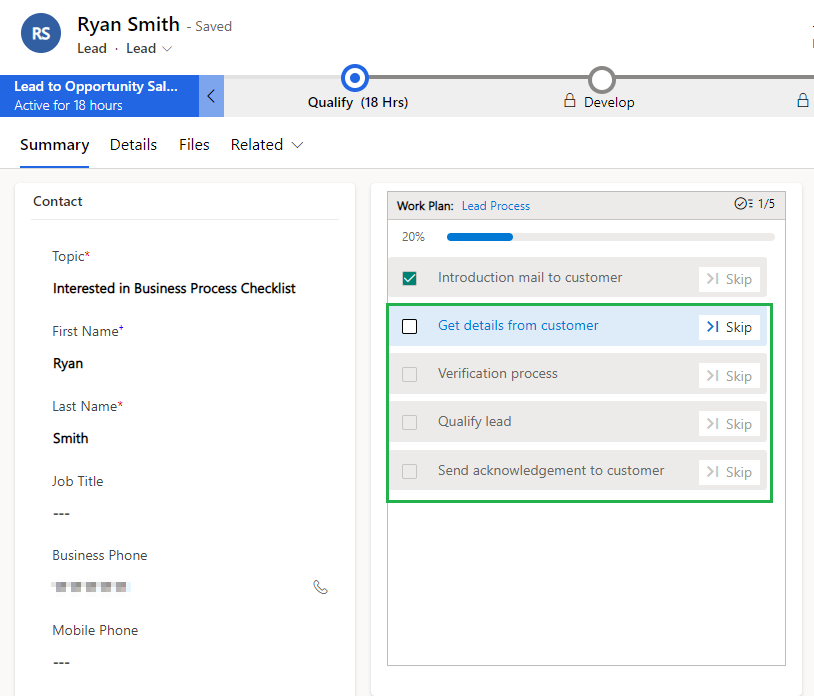 RS
Ryan Smith - Saved
Lead · Lead
Lead to Opportunity Sal...
Active for 18 hours
Qualify (18 Hrs)
Develop
Summary Details Files Related
Contact
Topic*
Interested in Business Process Checklist
First Name+
Ryan
Last Name*
Smith
Job Title
---
Business Phone
Mobile Phone
---
Work Plan: Lead Process 1/5
20%
Introduction mail to customer Skip
Get details from customer Skip
Verification process Skip
Qualify lead Skip
Send acknowledgement to customer Skip